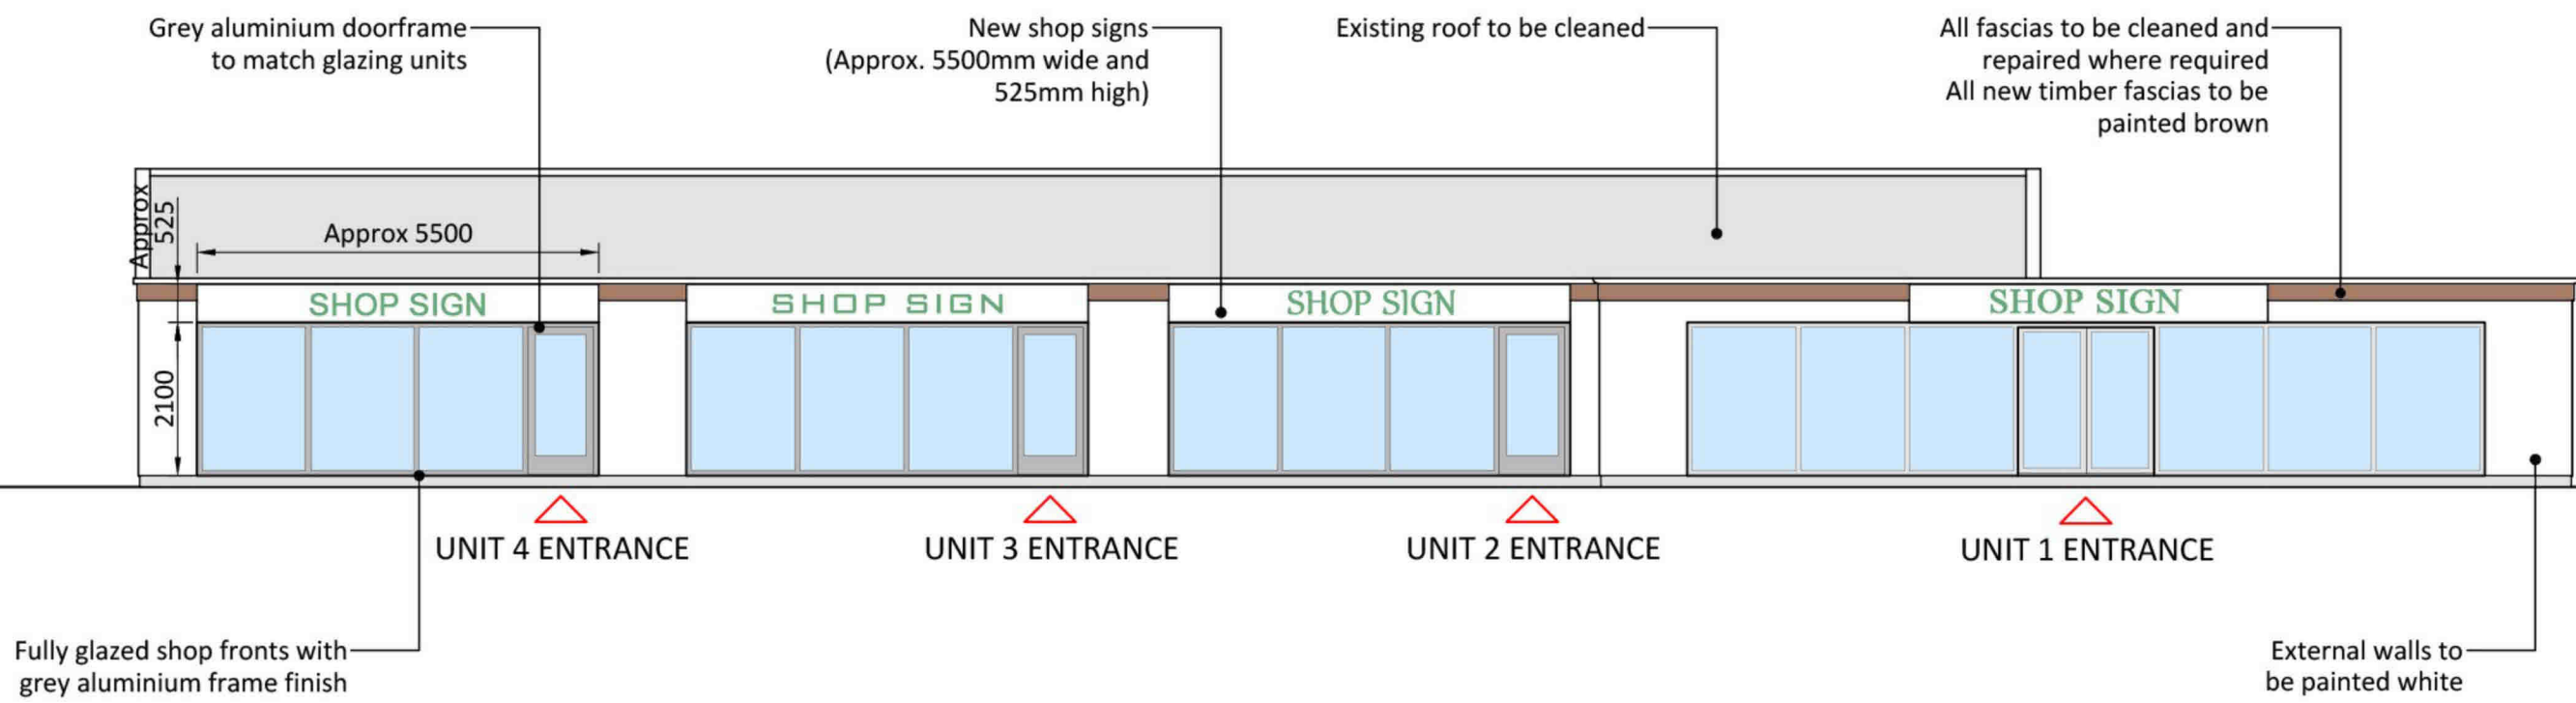 Grey aluminium doorframe
to match glazing units
New shop signs
(Approx. 5500mm wide and
525mm high)
Existing roof to be cleaned
All fascias to be cleaned and
repaired where required
All new timber fascias to be
painted brown
Approx
525
Approx 5500
SHOP SIGN
SHOP SIGN
SHOP SIGN
SHOP SIGN
2100
UNIT 4 ENTRANCE
UNIT 3 ENTRANCE
UNIT 2 ENTRANCE
UNIT 1 ENTRANCE
Fully glazed shop fronts with
grey aluminium frame finish
External walls to
be painted white